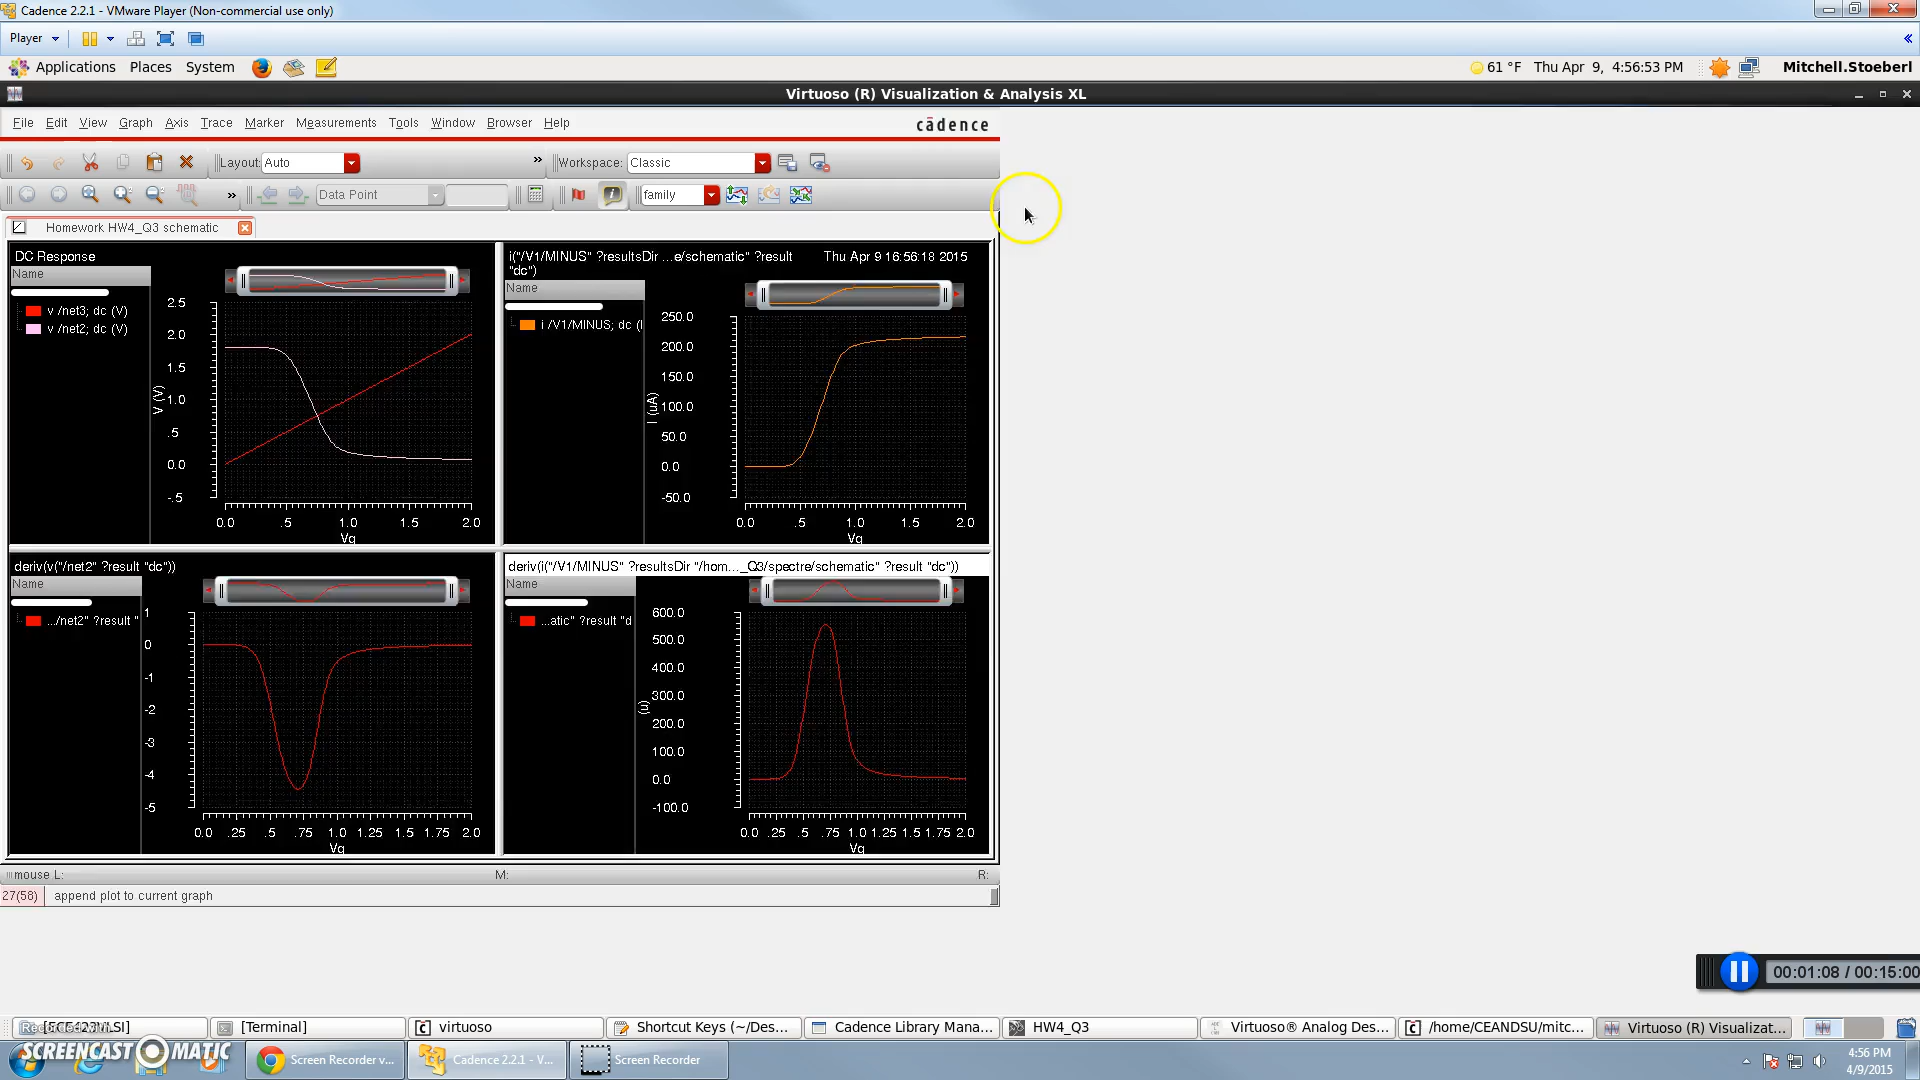 Cadence 2.2.1 - VMware Player (Non-commercial use only)
Player
Applications Places System
61 °F Thu Apr 9, 4:56:53 PM Mitchell.Stoeberl
Virtuoso (R) Visualization & Analysis XL
File Edit View Graph Axis Trace Marker Measurements Tools Window Browser Help
cādence
Layout: Auto
» Workspace: Classic
» Data Point family
Homework HW4_Q3 schematic
DC Response
Name
v /net3; dc (V)
v /net2; dc (V)
2.5
2.0
1.5
1.0
.5
0.0
-.5
V (V)
0.0 .5 1.0 1.5 2.0
Vg
i("/V1/MINUS" ?resultsDir ...e/schematic" ?result
"dc")
Thu Apr 9 16:56:18 2015
Name
i /V1/MINUS; dc (I
250.0
200.0
150.0
100.0
50.0
0.0
-50.0
I (uA)
0.0 .5 1.0 1.5 2.0
Vg
deriv(v("/net2" ?result "dc"))
Name
.../net2" ?result "
1
0
-1
-2
-3
-4
-5
0.0 .25 .5 .75 1.0 1.25 1.5 1.75 2.0
Vg
deriv(i("/V1/MINUS" ?resultsDir "/hom..._Q3/spectre/schematic" ?result "dc"))
Name
...atic" ?result "d
600.0
500.0
400.0
300.0
200.0
100.0
0.0
-100.0
(u)
0.0 .25 .5 .75 1.0 1.25 1.5 1.75 2.0
Vg
mouse L: M: R:
27(58) append plot to current graph
00:01:08 / 00:15:00
[Terminal] virtuoso Shortcut Keys (~/Des... Cadence Library Mana... HW4_Q3 Virtuoso® Analog Des... /home/CEANDSU/mitc... Virtuoso (R) Visualizat...
SCREENCAST O MATIC
Screen Recorder v... Cadence 2.2.1 - V... Screen Recorder
4:56 PM
4/9/2015